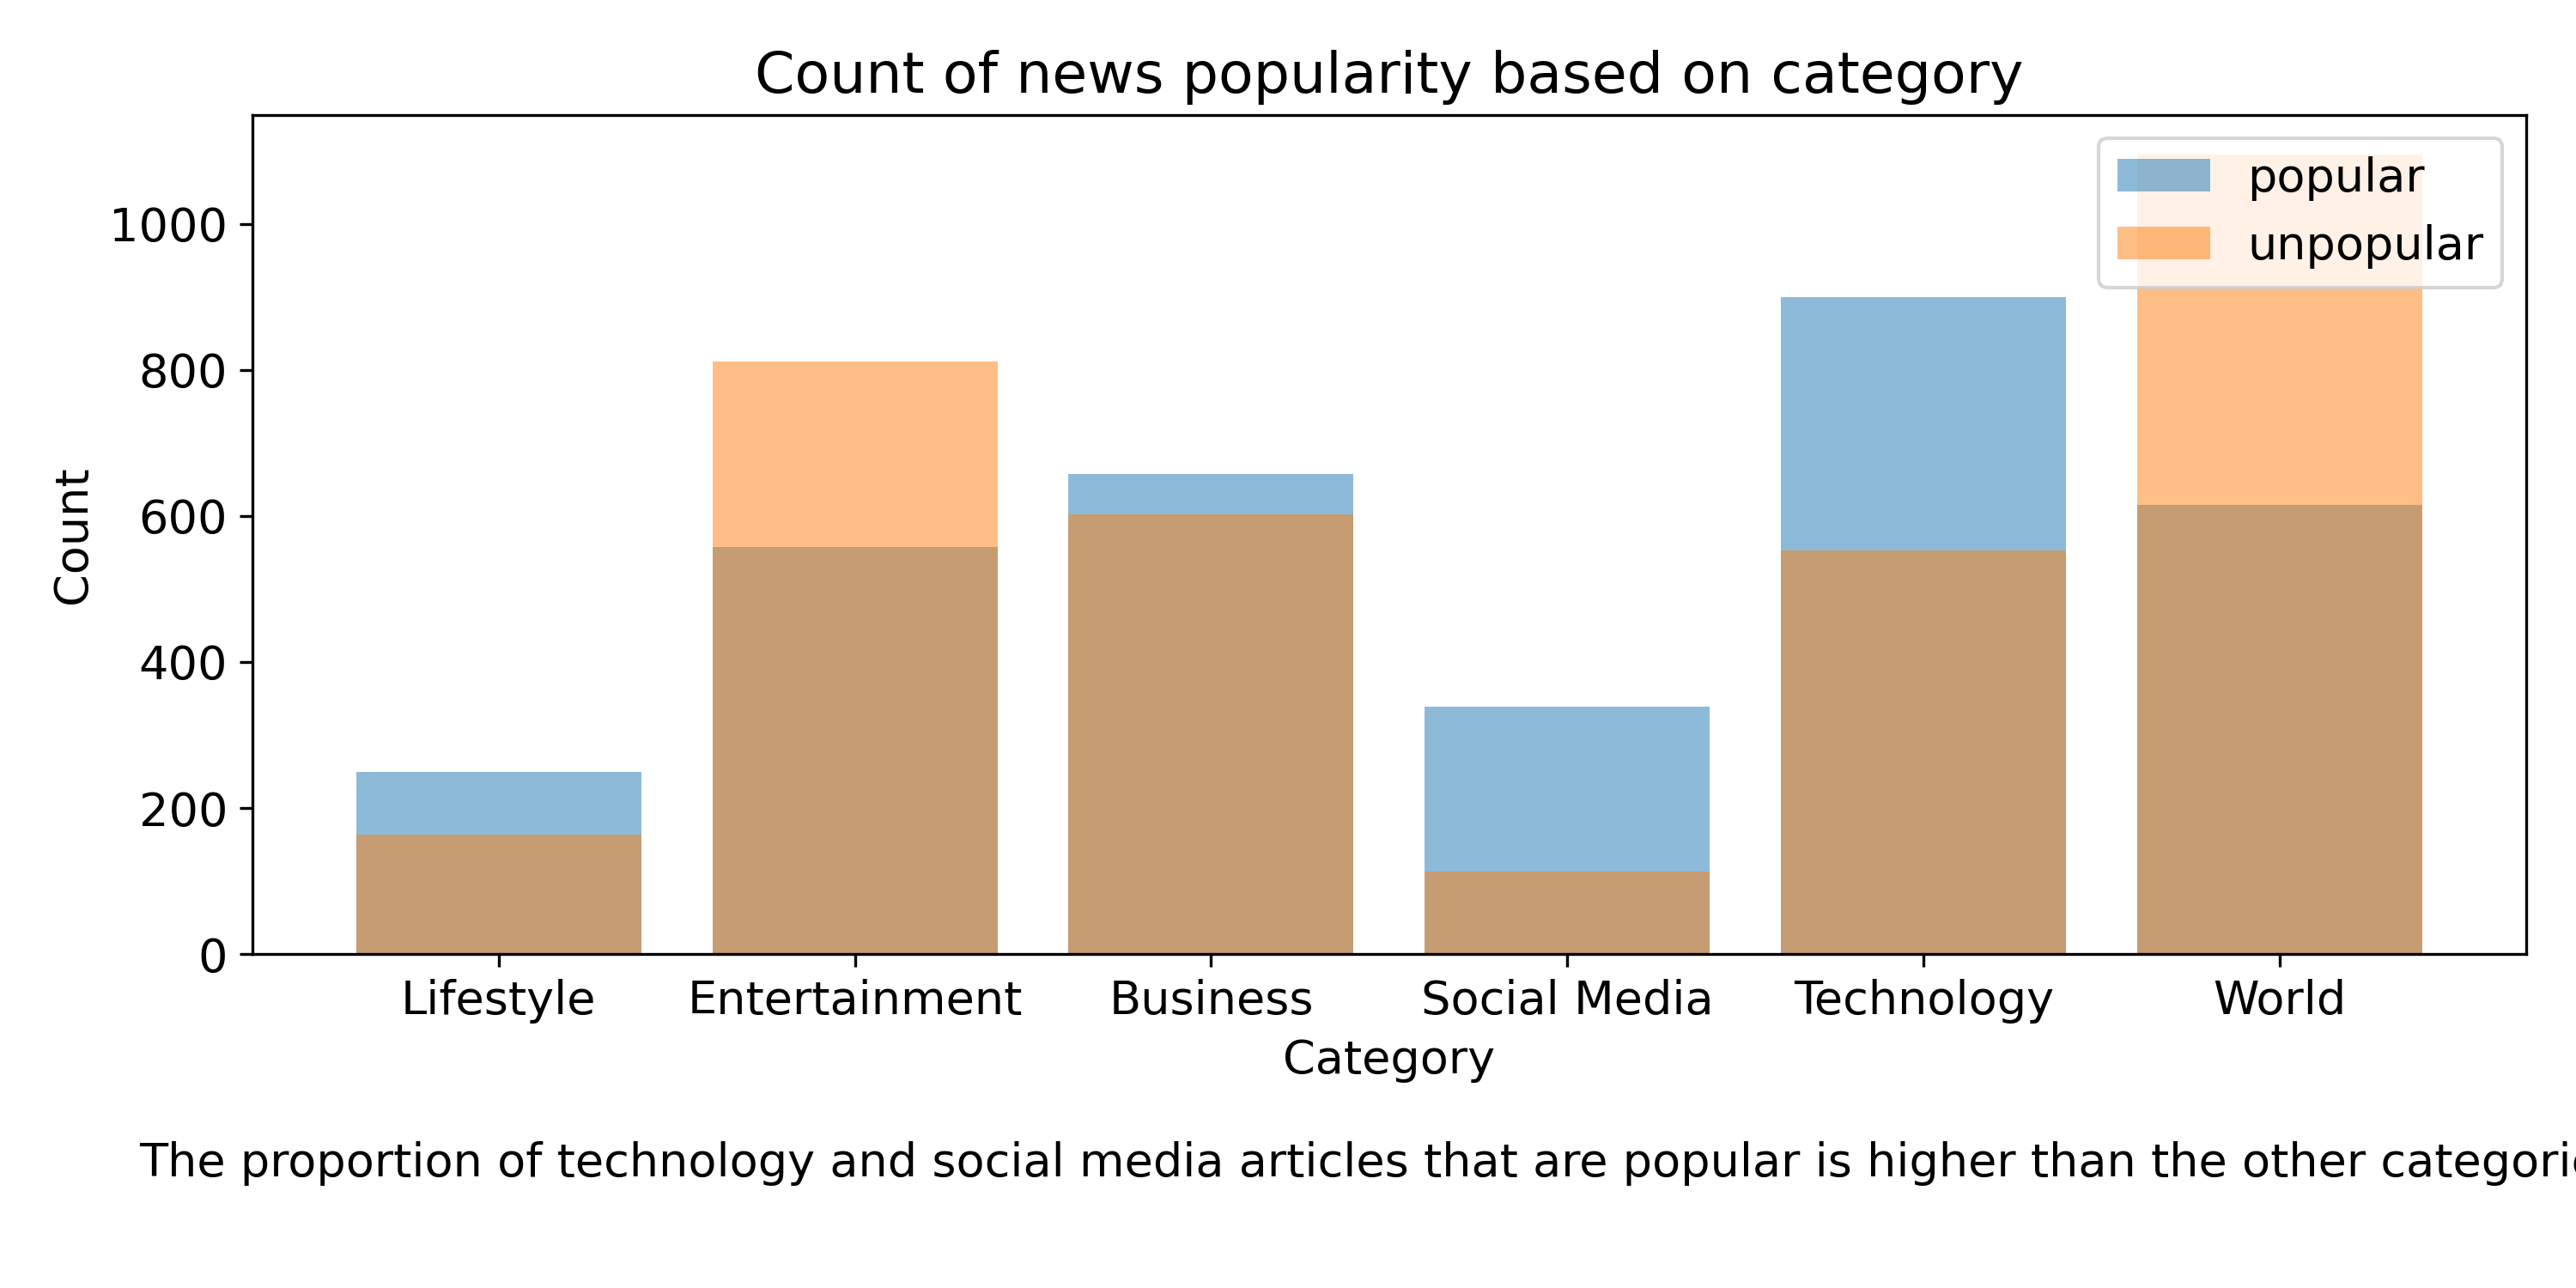 Count of news popularity based on category
popular
unpopular
1000
800
600
400
200
0
Count
Lifestyle Entertainment Business Social Media Technology World
Category
The proportion of technology and social media articles that are popular is higher than the other